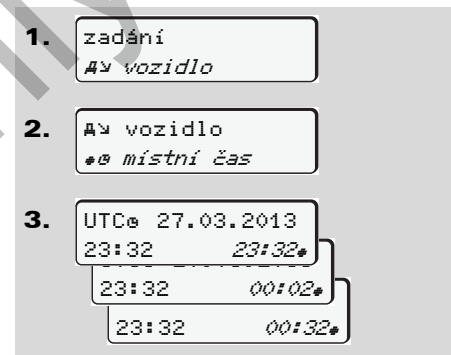 1. zadání
vozidlo
2. vozidlo
místní čas
3. UTC 27.03.2013
23:32 23:32
23:32 00:02
23:32 00:32